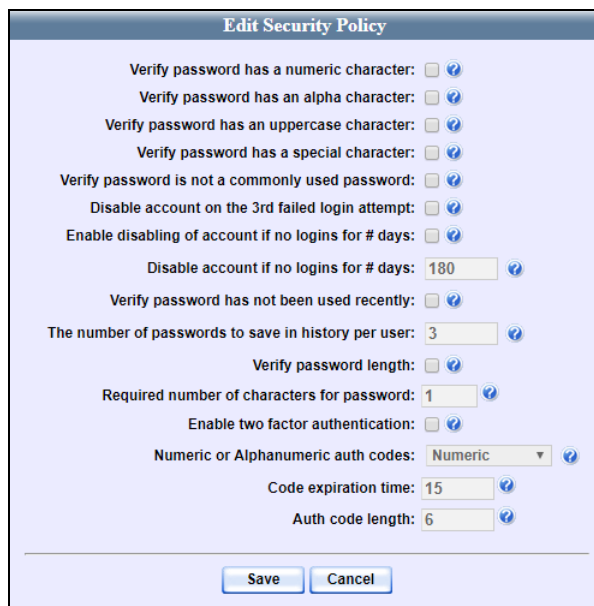 Edit Security Policy
Verify password has a numeric character: ?
Verify password has an alpha character: ?
Verify password has an uppercase character: ?
Verify password has a special character: ?
Verify password is not a commonly used password: ?
Disable account on the 3rd failed login attempt: ?
Enable disabling of account if no logins for # days: ?
Disable account if no logins for # days: 180 ?
Verify password has not been used recently: ?
The number of passwords to save in history per user: 3 ?
Verify password length: ?
Required number of characters for password: 1 ?
Enable two factor authentication: ?
Numeric or Alphanumeric auth codes: Numeric ?
Code expiration time: 15 ?
Auth code length: 6 ?
Save Cancel